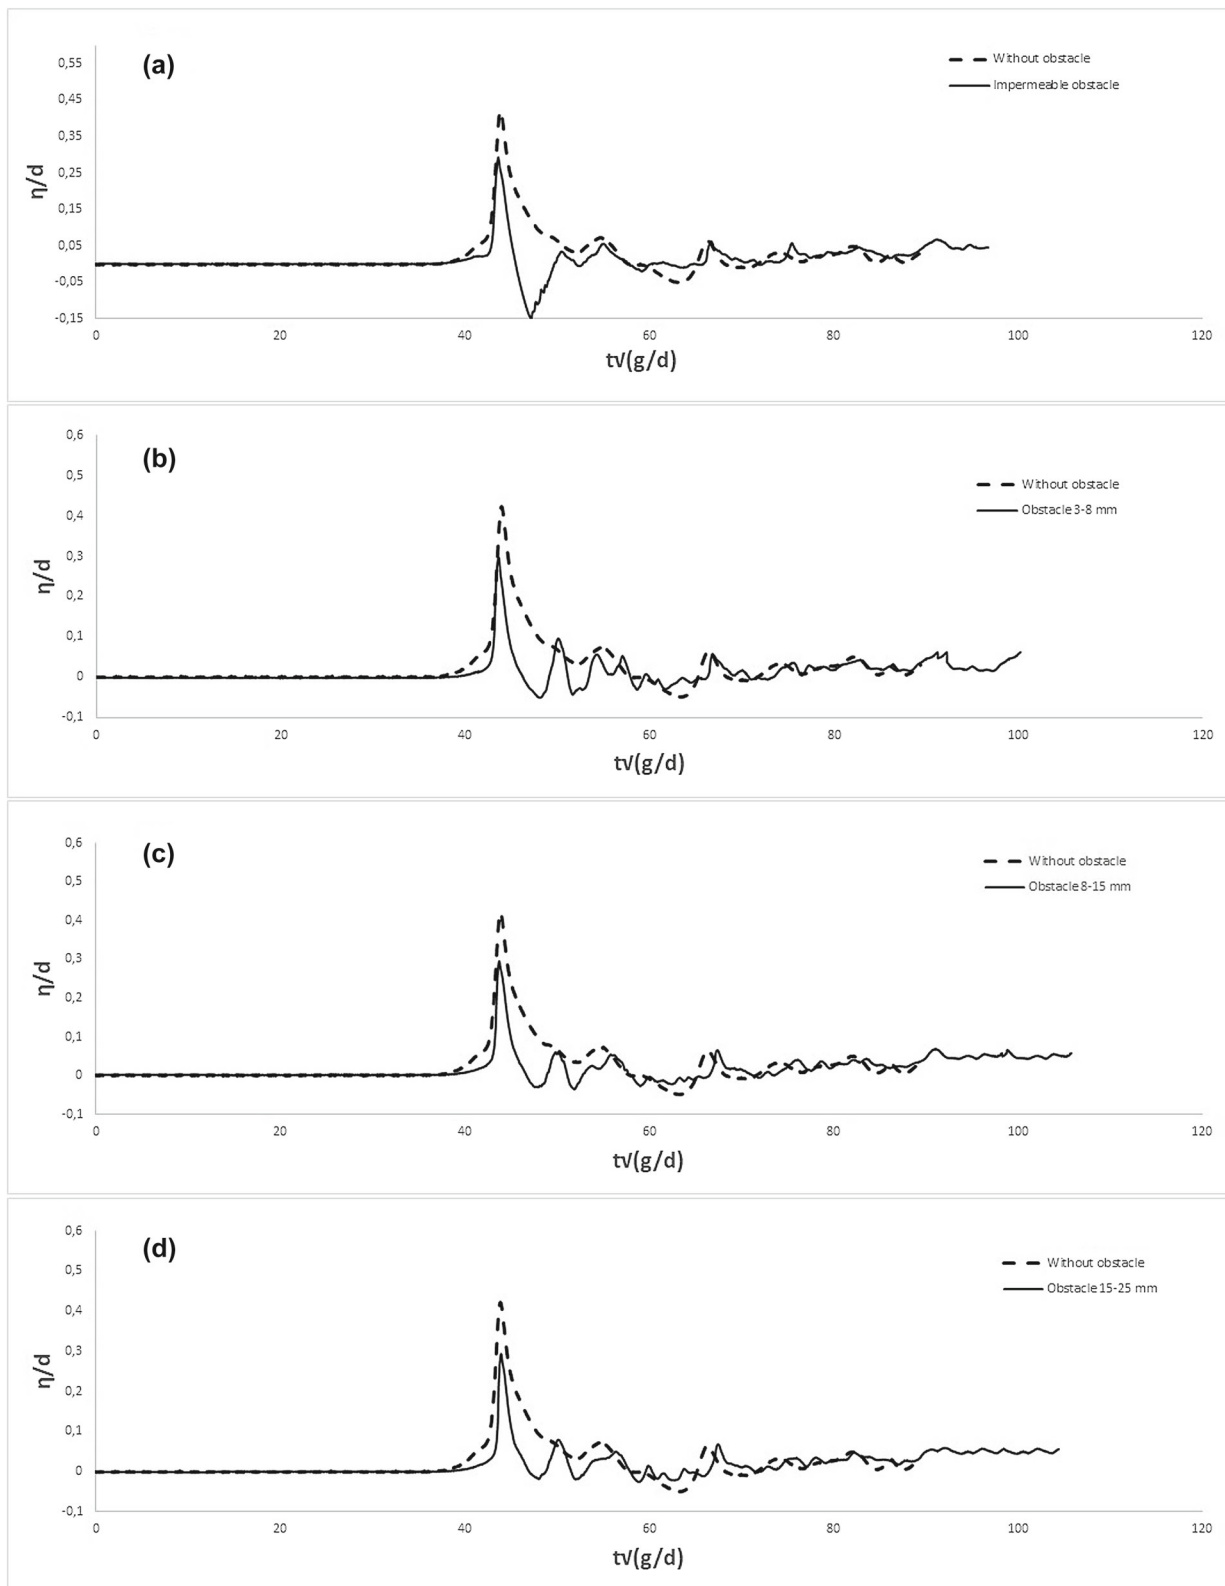 (a)
Without obstacle
Impermeable obstacle
0,55
0,45
0,35
0,25
0,15
0,05
-0,05
-0,15
η/d
0 20 40 60 80 100 120
t√(g/d)
(b)
Without obstacle
Obstacle 3-8 mm
0,6
0,5
0,4
0,3
0,2
0,1
0
-0,1
η/d
0 20 40 60 80 100 120
t√(g/d)
(c)
Without obstacle
Obstacle 8-15 mm
0,6
0,5
0,4
0,3
0,2
0,1
0
-0,1
η/d
0 20 40 60 80 100 120
t√(g/d)
(d)
Without obstacle
Obstacle 15-25 mm
0,6
0,5
0,4
0,3
0,2
0,1
0
-0,1
η/d
0 20 40 60 80 100 120
t√(g/d)